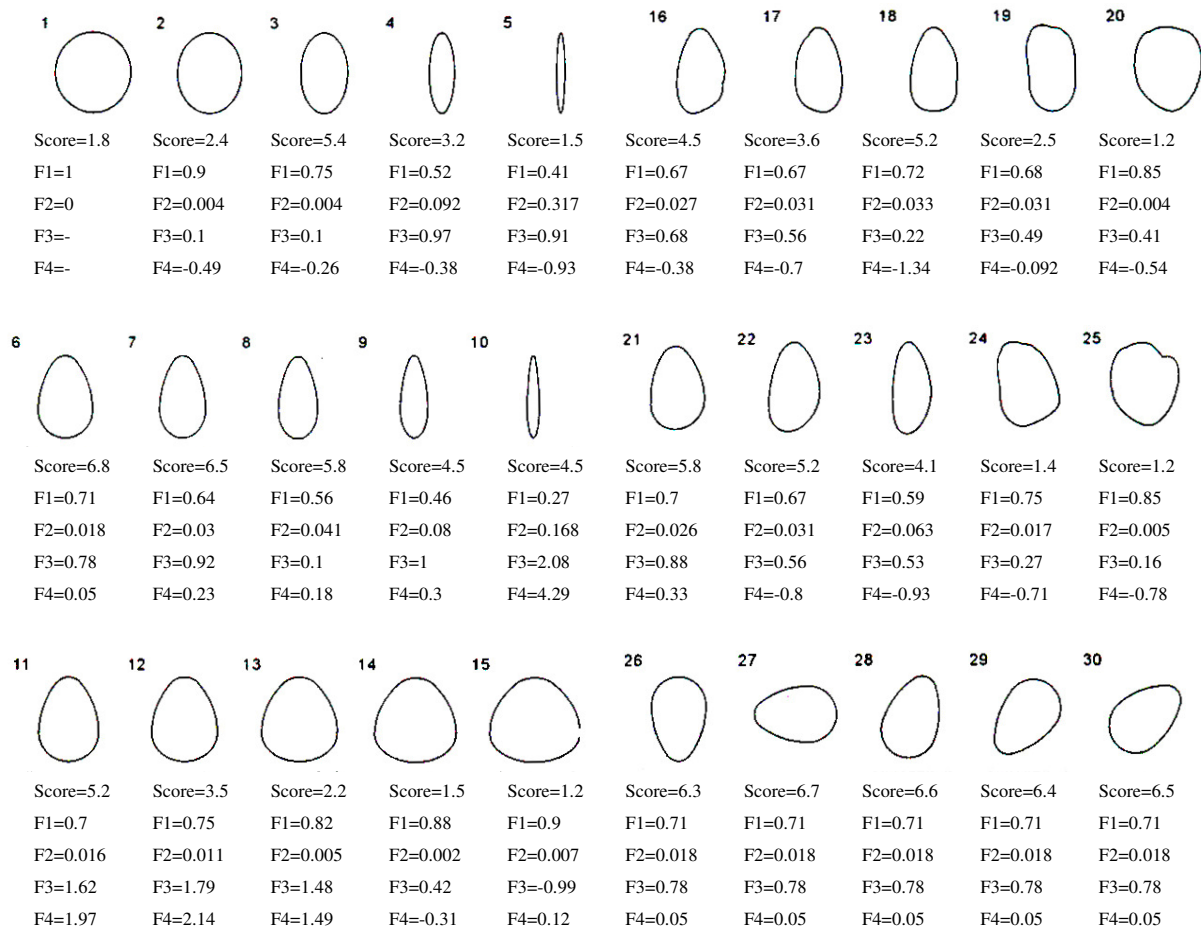 1 2 3 4 5 16 17 18 19 20
Score=1.8 Score=2.4 Score=5.4 Score=3.2 Score=1.5 Score=4.5 Score=3.6 Score=5.2 Score=2.5 Score=1.2
F1=1 F1=0.9 F1=0.75 F1=0.52 F1=0.41 F1=0.67 F1=0.67 F1=0.72 F1=0.68 F1=0.85
F2=0 F2=0.004 F2=0.004 F2=0.092 F2=0.317 F2=0.027 F2=0.031 F2=0.033 F2=0.031 F2=0.004
F3=- F3=0.1 F3=0.1 F3=0.97 F3=0.91 F3=0.68 F3=0.56 F3=0.22 F3=0.49 F3=0.41
F4=- F4=-0.49 F4=-0.26 F4=-0.38 F4=-0.93 F4=-0.38 F4=-0.7 F4=-1.34 F4=-0.092 F4=-0.54
6 7 8 9 10 21 22 23 24 25
Score=6.8 Score=6.5 Score=5.8 Score=4.5 Score=4.5 Score=5.8 Score=5.2 Score=4.1 Score=1.4 Score=1.2
F1=0.71 F1=0.64 F1=0.56 F1=0.46 F1=0.27 F1=0.7 F1=0.67 F1=0.59 F1=0.75 F1=0.85
F2=0.018 F2=0.03 F2=0.041 F2=0.08 F2=0.168 F2=0.026 F2=0.031 F2=0.063 F2=0.017 F2=0.005
F3=0.78 F3=0.92 F3=0.1 F3=1 F3=2.08 F3=0.88 F3=0.56 F3=0.53 F3=0.27 F3=0.16
F4=0.05 F4=0.23 F4=0.18 F4=0.3 F4=4.29 F4=0.33 F4=-0.8 F4=-0.93 F4=-0.71 F4=-0.78
11 12 13 14 15 26 27 28 29 30
Score=5.2 Score=3.5 Score=2.2 Score=1.5 Score=1.2 Score=6.3 Score=6.7 Score=6.6 Score=6.4 Score=6.5
F1=0.7 F1=0.75 F1=0.82 F1=0.88 F1=0.9 F1=0.71 F1=0.71 F1=0.71 F1=0.71 F1=0.71
F2=0.016 F2=0.011 F2=0.005 F2=0.002 F2=0.007 F2=0.018 F2=0.018 F2=0.018 F2=0.018 F2=0.018
F3=1.62 F3=1.79 F3=1.48 F3=0.42 F3=-0.99 F3=0.78 F3=0.78 F3=0.78 F3=0.78 F3=0.78
F4=1.97 F4=2.14 F4=1.49 F4=-0.31 F4=0.12 F4=0.05 F4=0.05 F4=0.05 F4=0.05 F4=0.05